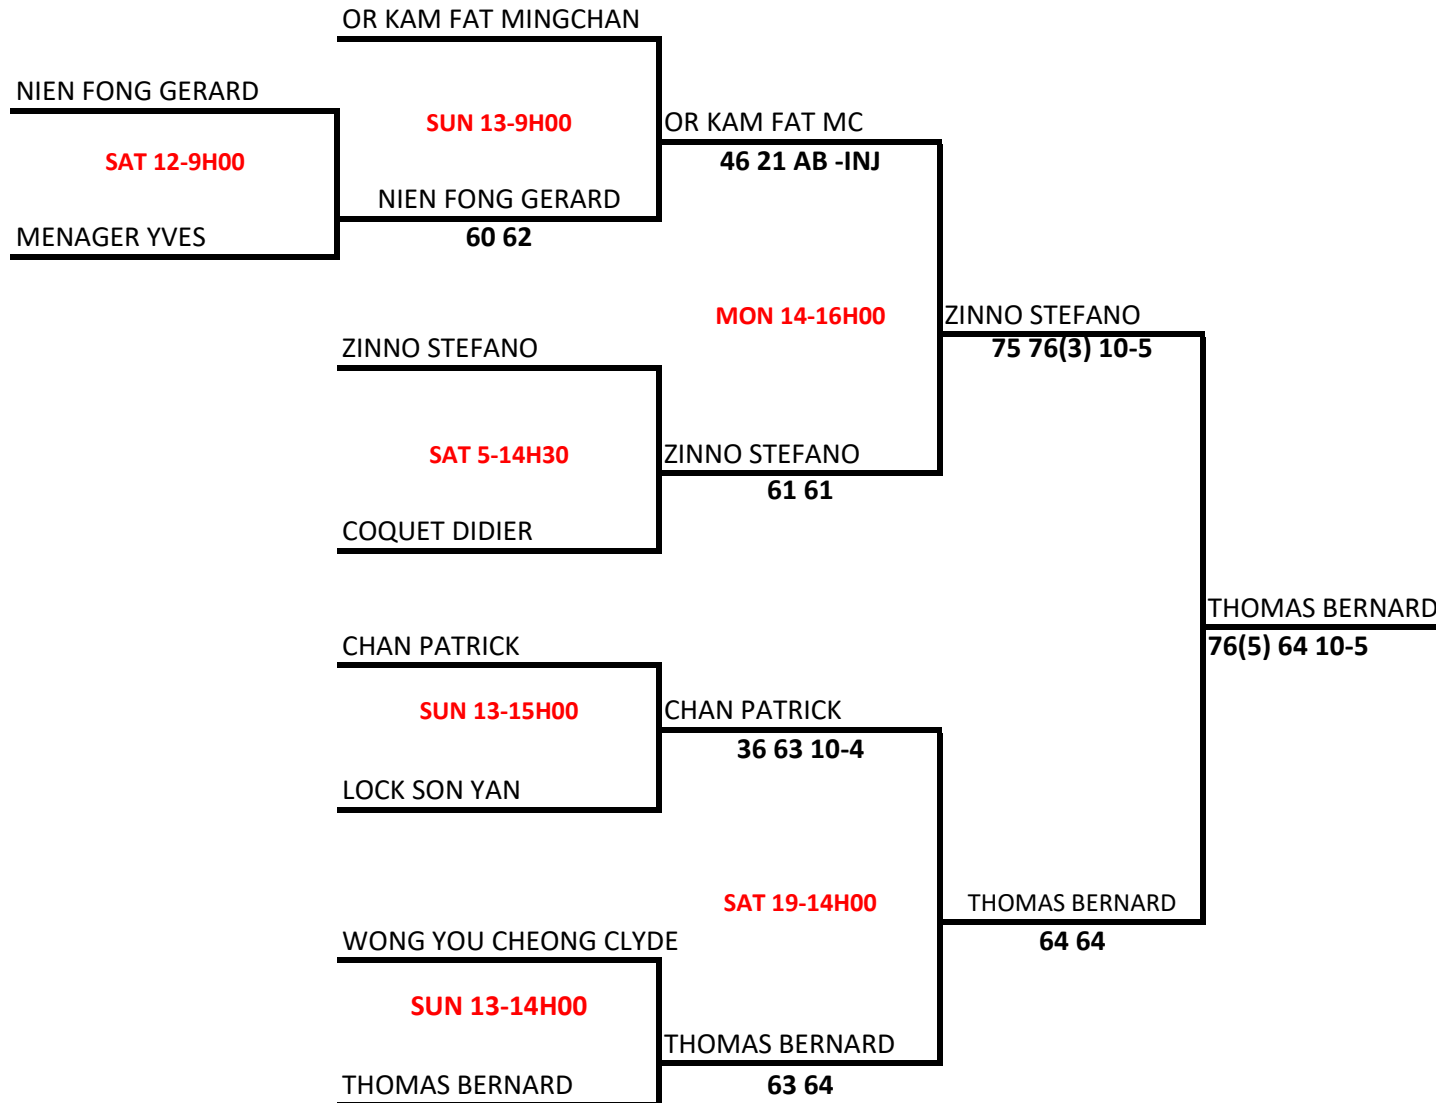 OR KAM FAT MINGCHAN
NIEN FONG GERARD
SUN 13-9H00
OR KAM FAT MC
SAT 12-9H00
46 21 AB -INJ
NIEN FONG GERARD
MENAGER YVES
60 62
MON 14-16H00
ZINNO STEFANO
ZINNO STEFANO
75 76(3) 10-5
SAT 5-14H30
ZINNO STEFANO
61 61
COQUET DIDIER
THOMAS BERNARD
CHAN PATRICK
76(5) 64 10-5
SUN 13-15H00
CHAN PATRICK
36 63 10-4
LOCK SON YAN
SAT 19-14H00
THOMAS BERNARD
WONG YOU CHEONG CLYDE
64 64
SUN 13-14H00
THOMAS BERNARD
THOMAS BERNARD
63 64